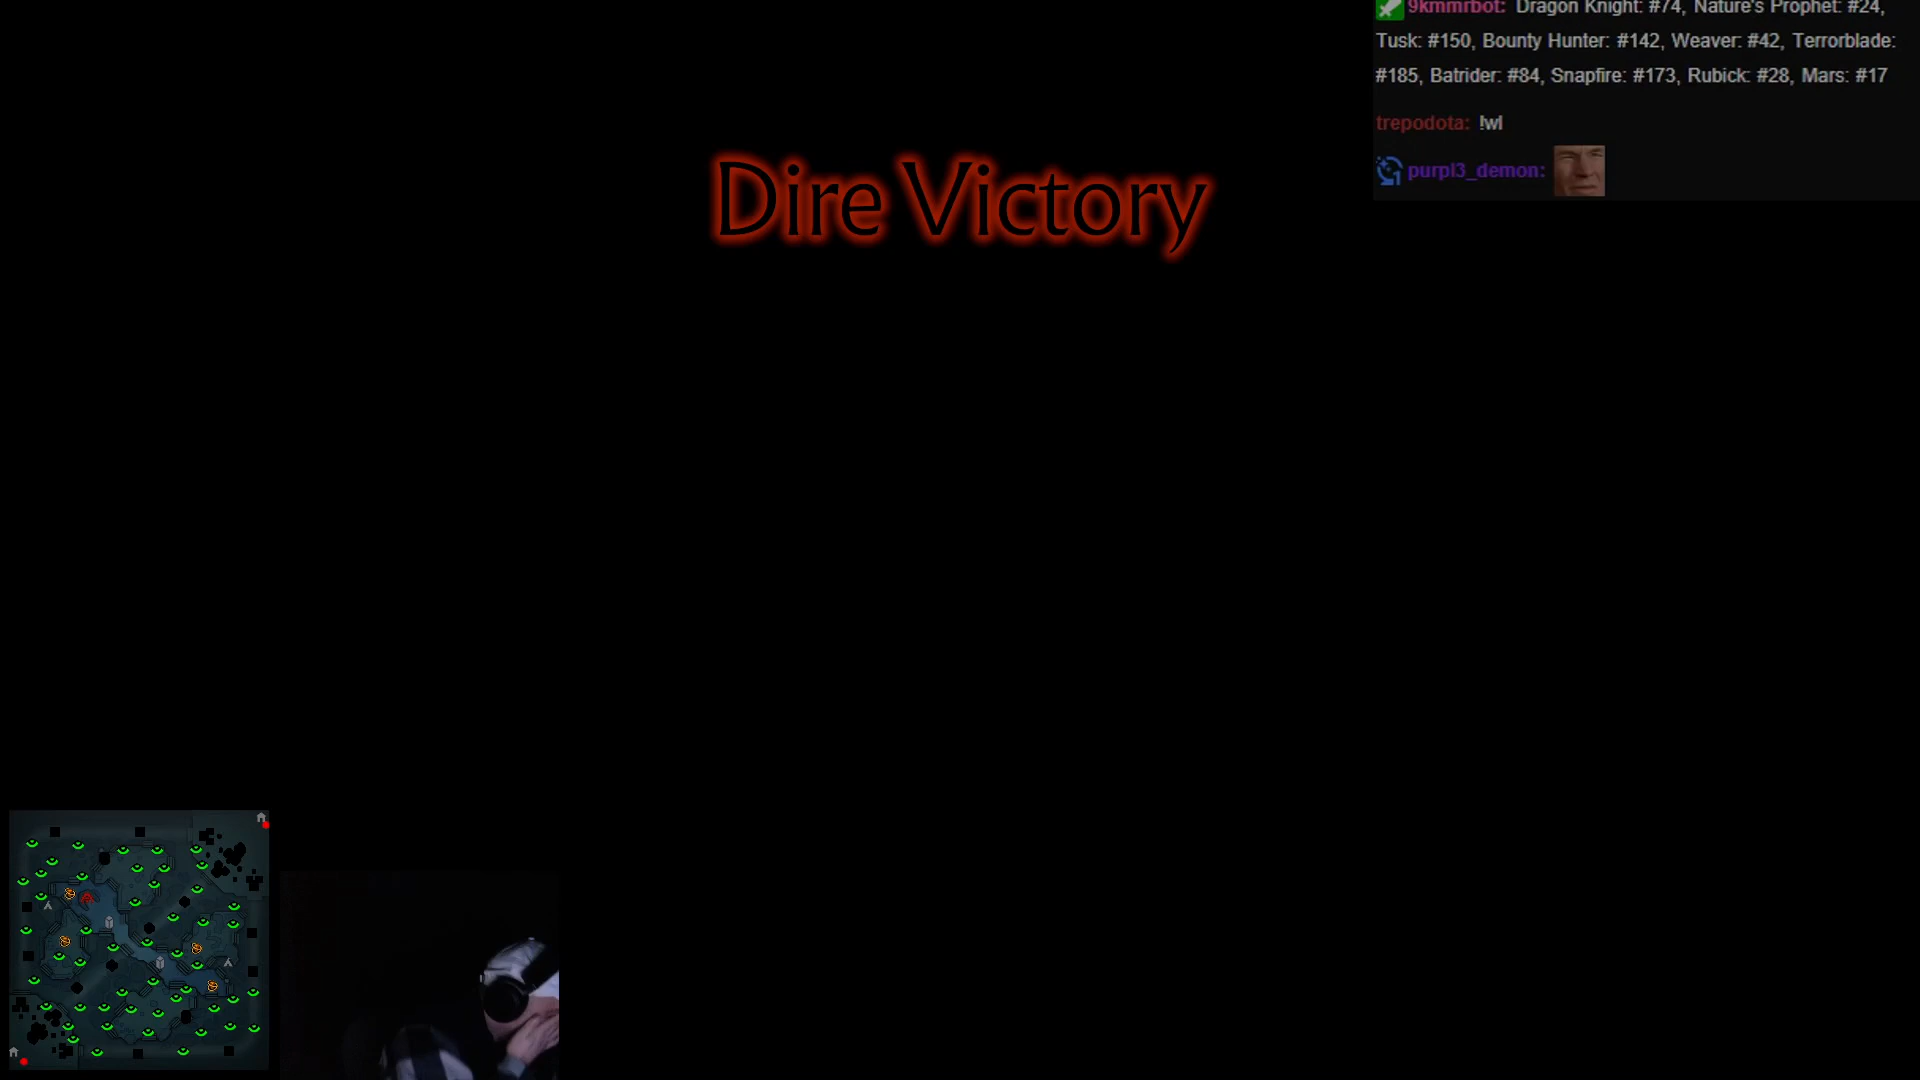 9kmmrbot: Dragon Knight: #74, Nature's Prophet: #24,
Tusk: #150, Bounty Hunter: #142, Weaver: #42, Terrorblade:
#185, Batrider: #84, Snapfire: #173, Rubick: #28, Mars: #17
trepodota: !wl
purpl3_demon:
Dire Victory